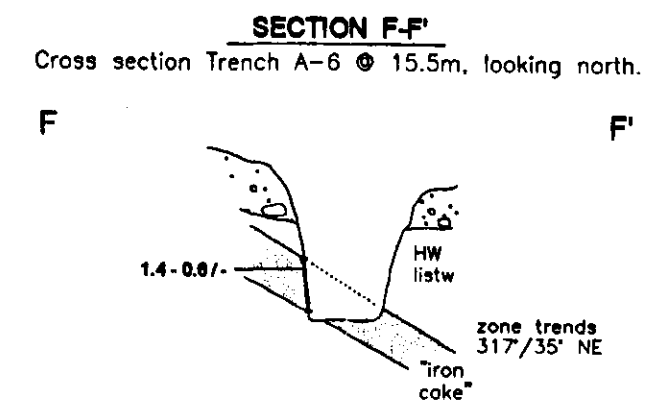 SECTION F-F'
Cross section Trench A-6 @ 15.5m, looking north.
F F'
HW
listw
1.4 - 0.6/-
zone trends
317°/35° NE
"iron
cake"